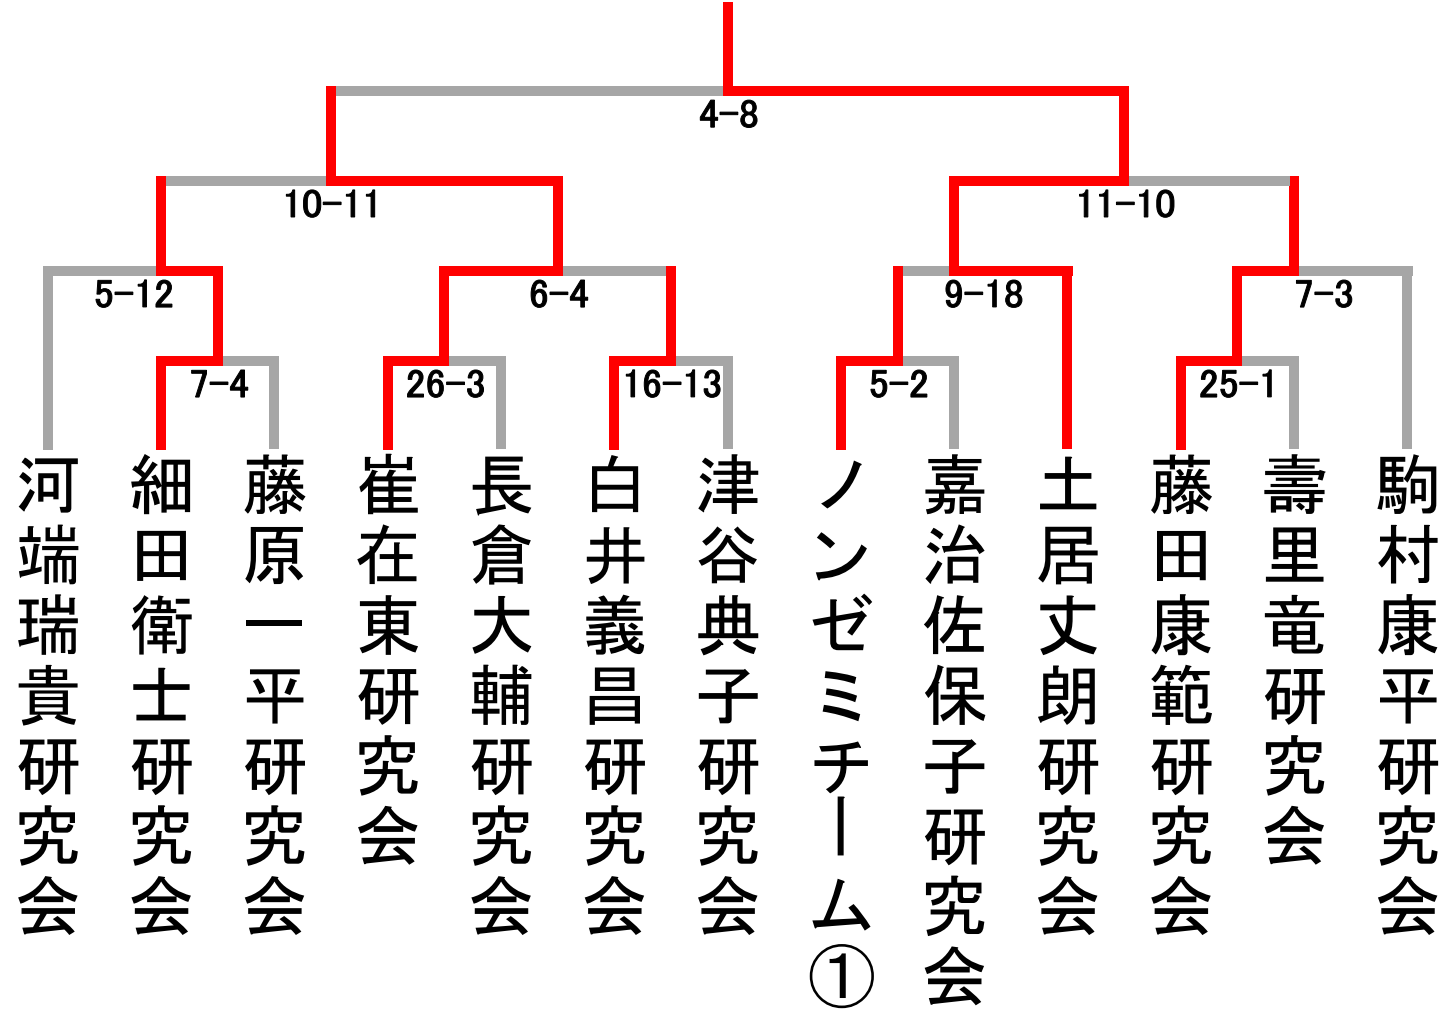 4-8
10-11
11-10
5-12
6-4
9-18
7-3
7-4
26-3
16-13
5-2
25-1
河端瑞貴研究会
細田衛士研究会
藤原一平研究会
崔在東研究会
長倉大輔研究会
白井義昌研究会
津谷典子研究会
ノンゼミチーム①
嘉治佐保子研究会
土居丈朗研究会
藤田康範研究会
壽里竜研究会
駒村康平研究会